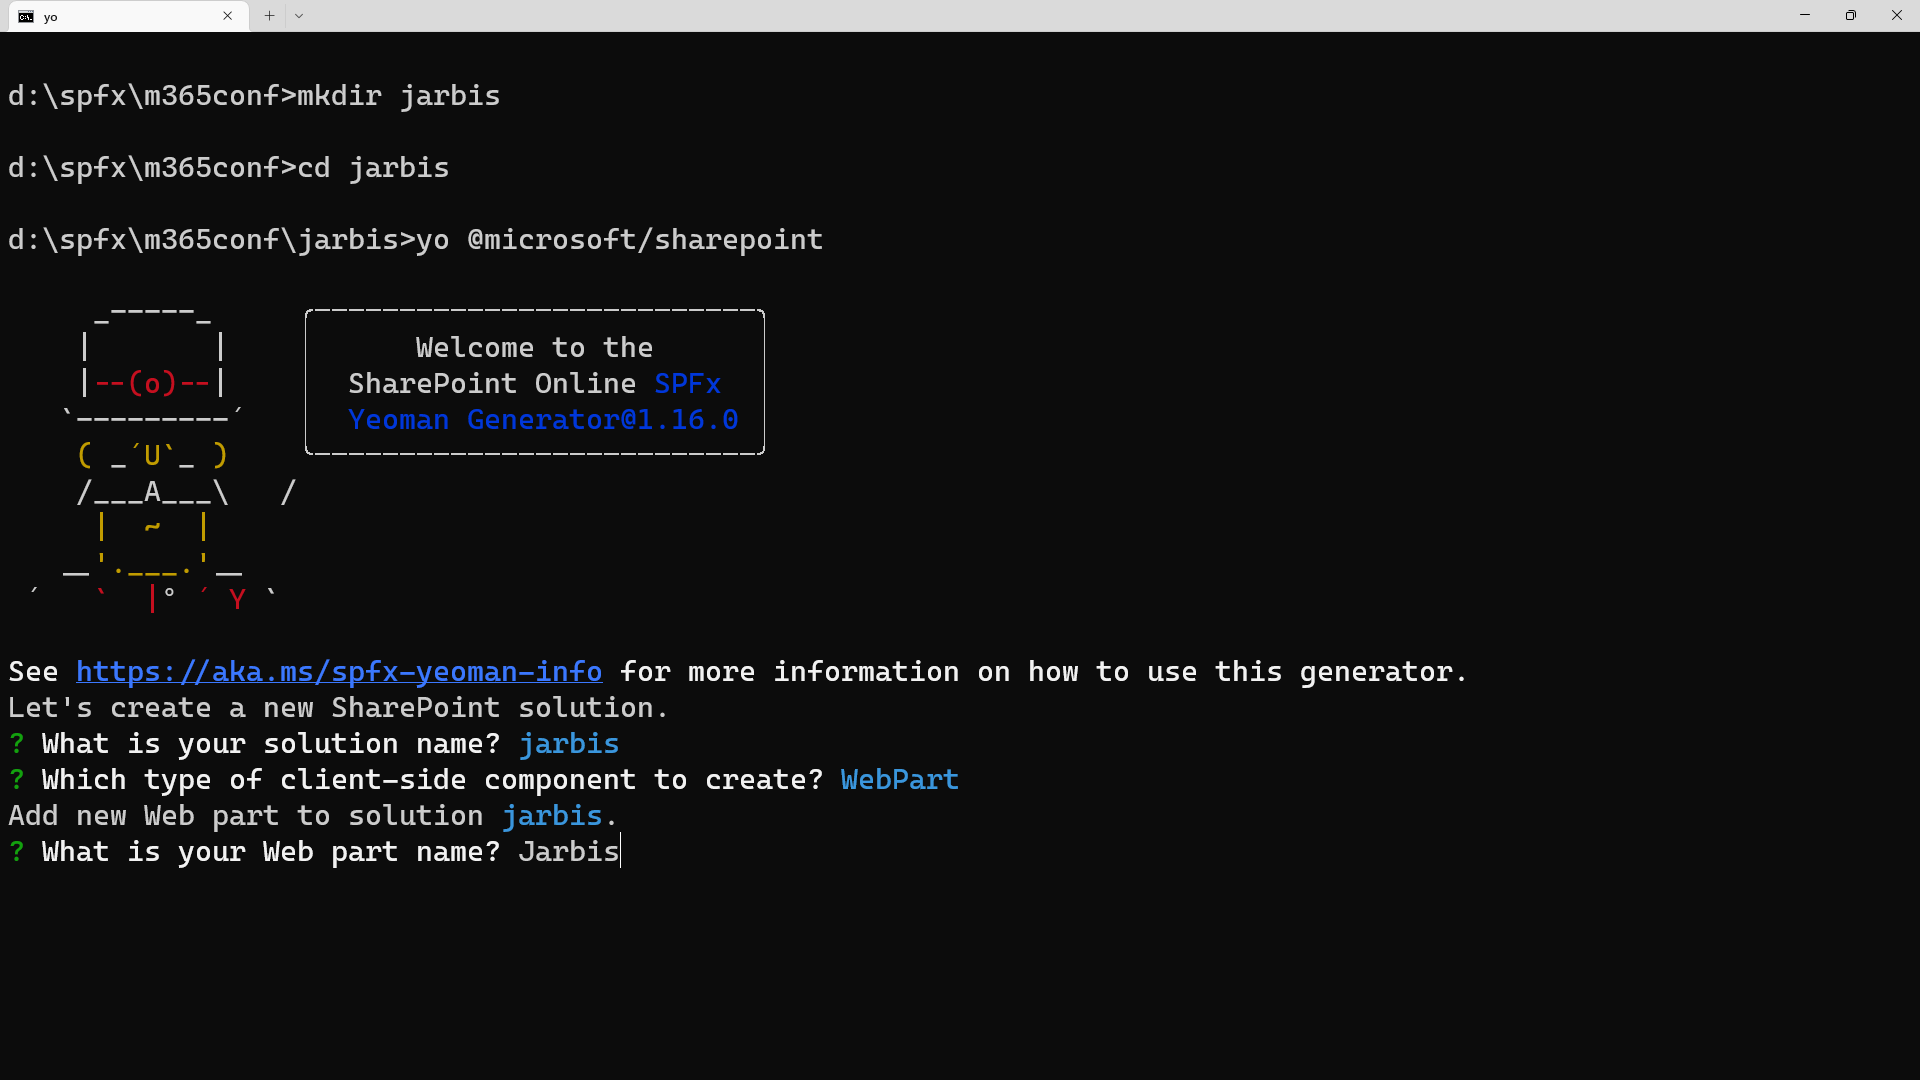 yo
d:\spfx\m365conf>mkdir jarbis
d:\spfx\m365conf>cd jarbis
d:\spfx\m365conf\jarbis>yo @microsoft/sharepoint
Welcome to the
SharePoint Online SPFx
Yeoman Generator@1.16.0
See https://aka.ms/spfx-yeoman-info for more information on how to use this generator.
Let's create a new SharePoint solution.
? What is your solution name? jarbis
? Which type of client-side component to create? WebPart
Add new Web part to solution jarbis.
? What is your Web part name? Jarbis